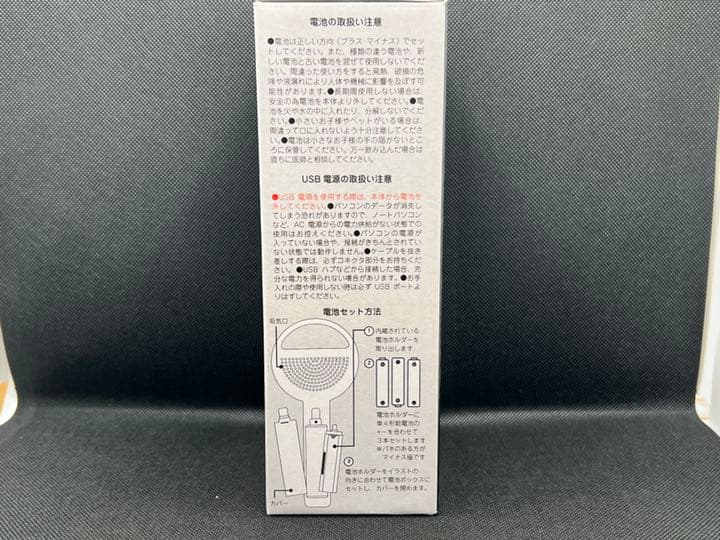 電池の取扱い注意
●電池は正しい方向（プラス・マイナス）でセッ
トしてください。また、種類の違う電池や、新
しい電池と古い電池を混ぜて使用しないでくだ
さい。間違った使い方をすると発熱、破損の危
険や液漏れにより人体や機械に影響を及ぼす可
能性があります。●長期間使用しない場合は、
安全の為電池を本体より外してください。●電
池を火や水の中に入れたり、分解しないでくだ
さい。●小さいお子様やペットがいる場合は、
間違って口に入れないよう十分注意してくださ
い。●電池は小さなお子様の手の届かないとこ
ろに保管してください。万一飲み込んだ場合は
直ちに医師と相談してください。
USB 電源の取扱い注意
●USB 電源を使用する際は、本体から電池を
外してください。●パソコンのデータが消失し
てしまう恐れがありますので、ノートパソコン
など、AC 電源からの電力供給がない状態での
使用はお控えください。●パソコンの電源が
入っていない場合や、接続がきちんとされてい
ない状態では動作しません。●ケーブルを抜き
差しする際は、必ずコネクタ部分をお持ちくだ
さい。●USB ハブなどから接続した場合、充
分な電力を得られない場合があります。●お手
入れの際や使用しない時は必ず USB ポートよ
りはずしてください。
電池セット方法
吸気口
① 内蔵されている
電池ホルダーを
取り出します
②
電池ホルダーに
単４形乾電池の
+－を合わせて
３本セットします
※バネのある方が
マイナス極です
③
電池ホルダーをイラストの
向きに合わせて電池ボックスに
セットし、カバーを閉めます。
カバー